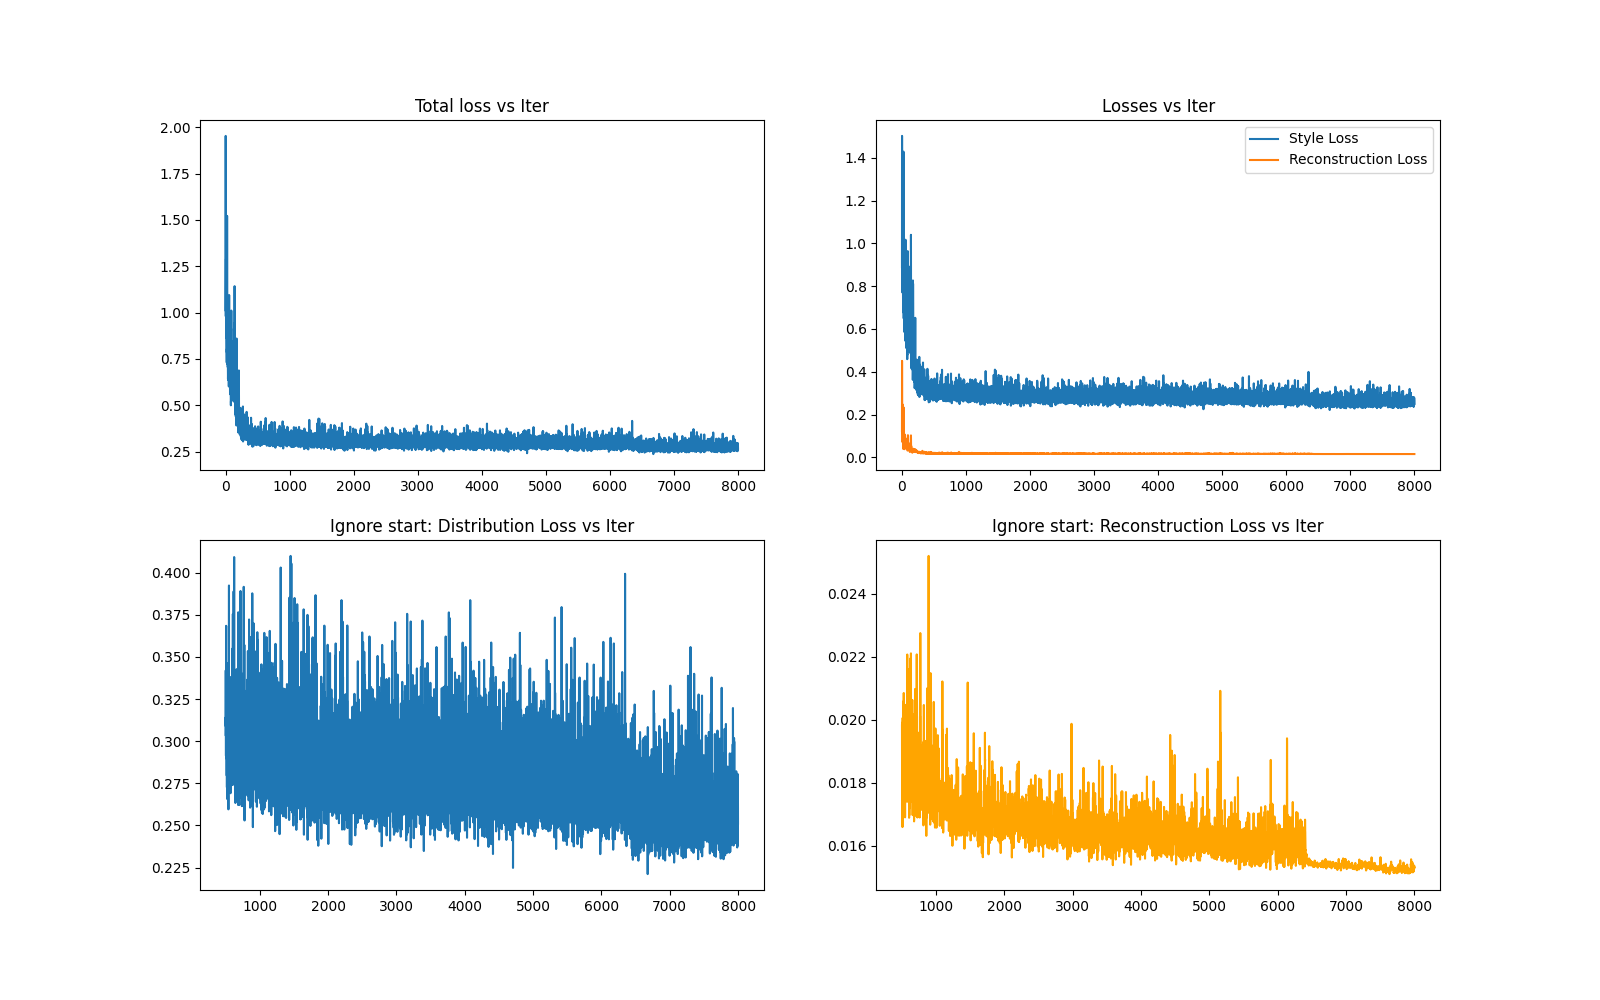 Total loss vs Iter
2.00
1.75
1.50
1.25
1.00
0.75
0.50
0.25
0 1000 2000 3000 4000 5000 6000 7000 8000
Losses vs Iter
Style Loss
Reconstruction Loss
1.4
1.2
1.0
0.8
0.6
0.4
0.2
0.0
0 1000 2000 3000 4000 5000 6000 7000 8000
Ignore start: Distribution Loss vs Iter
0.400
0.375
0.350
0.325
0.300
0.275
0.250
0.225
1000 2000 3000 4000 5000 6000 7000 8000
Ignore start: Reconstruction Loss vs Iter
0.024
0.022
0.020
0.018
0.016
1000 2000 3000 4000 5000 6000 7000 8000